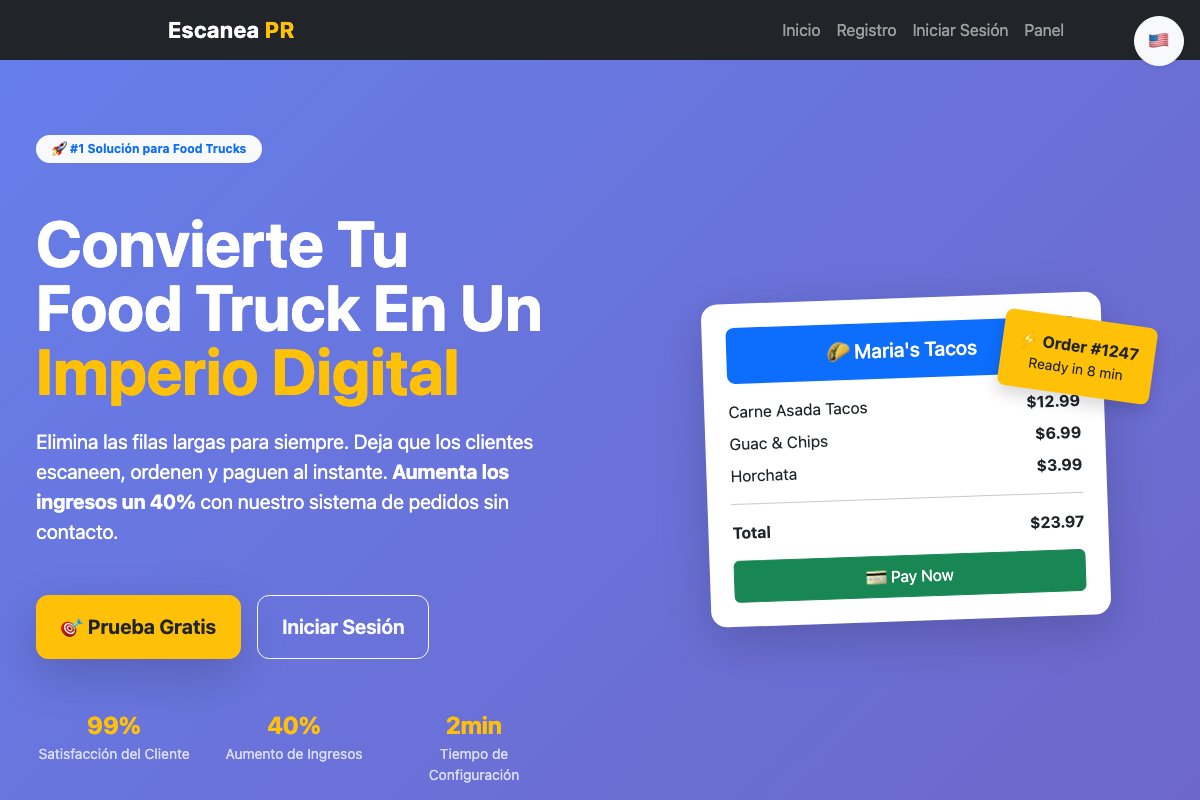 Escanea PR
Inicio Registro Iniciar Sesión Panel
🚀 #1 Solución para Food Trucks
Convierte Tu
Food Truck En Un
Imperio Digital
Elimina las filas largas para siempre. Deja que los clientes
escaneen, ordenen y paguen al instante. Aumenta los
ingresos un 40% con nuestro sistema de pedidos sin
contacto.
🎯 Prueba Gratis
Iniciar Sesión
99%
Satisfacción del Cliente
40%
Aumento de Ingresos
2min
Tiempo de
Configuración
🌮 Maria's Tacos
⚡ Order #1247
Ready in 8 min
Carne Asada Tacos $12.99
Guac & Chips $6.99
Horchata $3.99
Total $23.97
💳 Pay Now